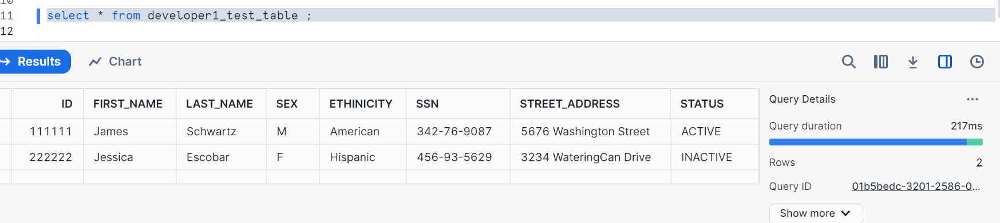 10
11 select * from developer1_test_table ;
12
Results Chart
ID FIRST_NAME LAST_NAME SEX ETHINICITY SSN STREET_ADDRESS STATUS
111111 James Schwartz M American 342-76-9087 5676 Washington Street ACTIVE
222222 Jessica Escobar F Hispanic 456-93-5629 3234 WateringCan Drive INACTIVE
Query Details ...
Query duration 217ms
Rows 2
Query ID 01b5bedc-3201-2586-0...
Show more